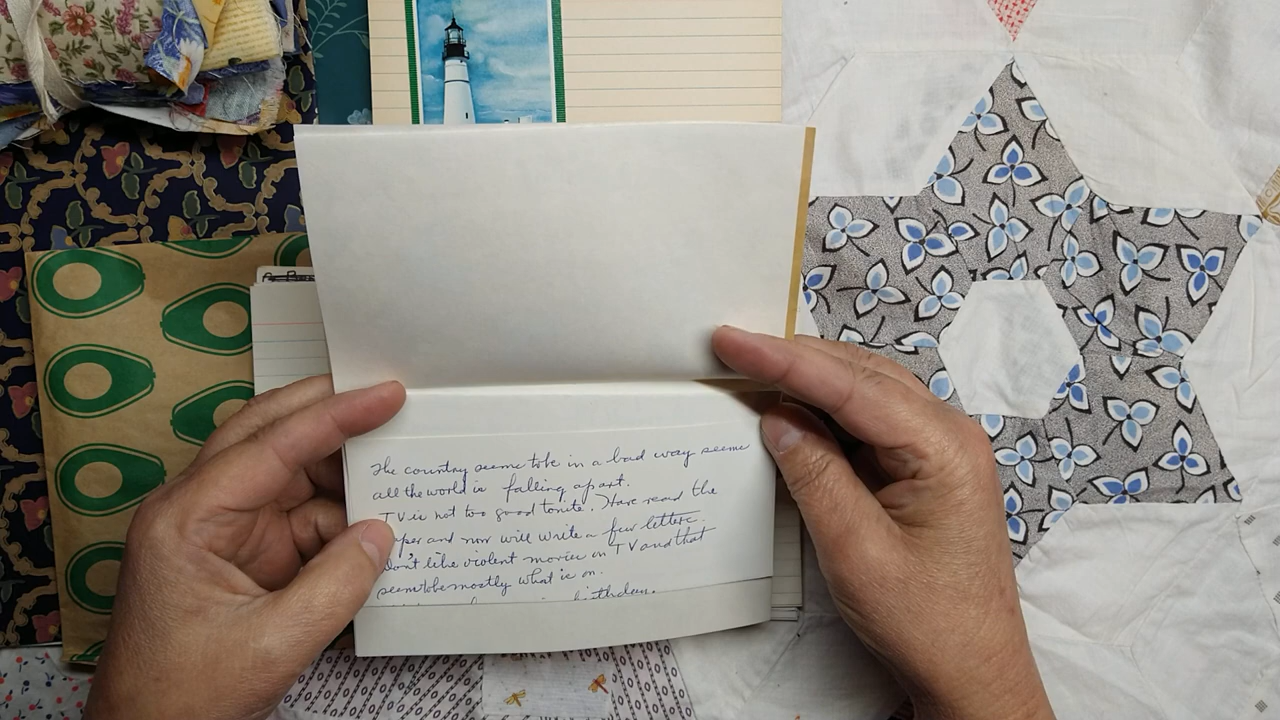 The country seems to be in a bad way seems
all the world is falling apart.
TV is not too good tonite. Have read the
aper and now will write a few letters.
Don't like violent movies on TV and that
seems to be mostly what is on.
birthday.